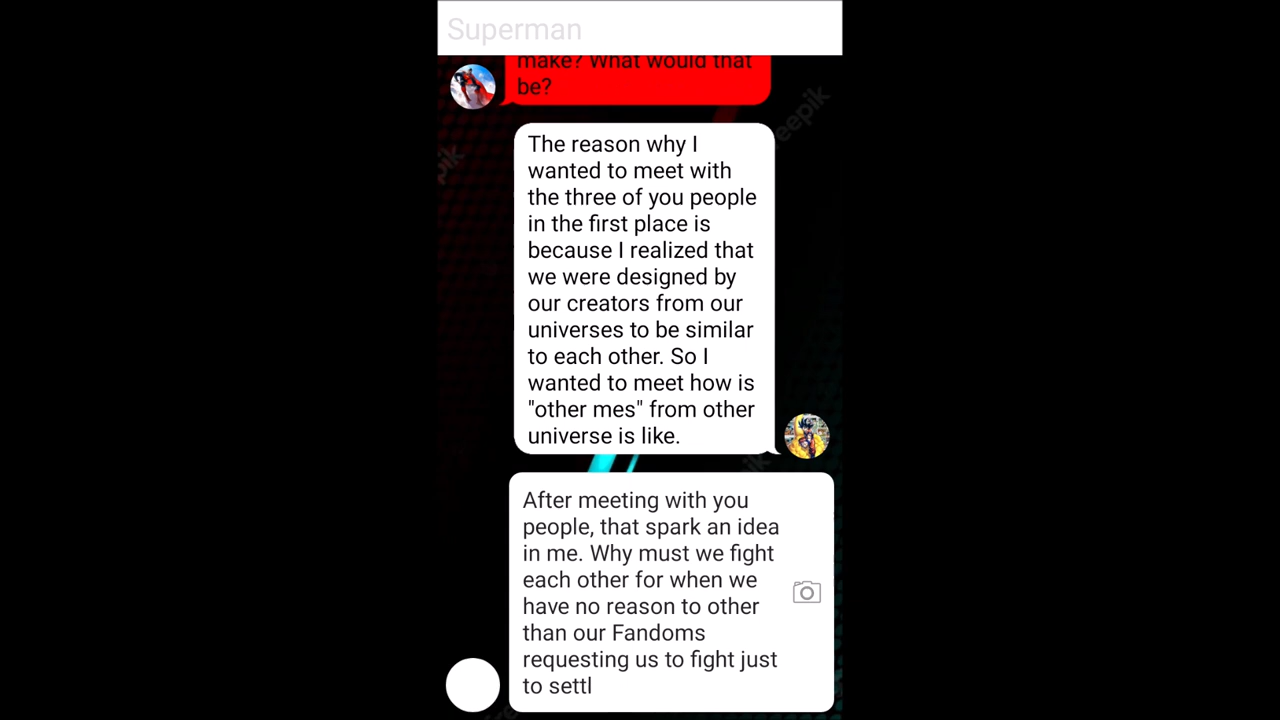 Superman
make? What would that
be?
The reason why I
wanted to meet with
the three of you people
in the first place is
because I realized that
we were designed by
our creators from our
universes to be similar
to each other. So I
wanted to meet how is
"other mes" from other
universe is like.
After meeting with you
people, that spark an idea
in me. Why must we fight
each other for when we
have no reason to other
than our Fandoms
requesting us to fight just
to settl